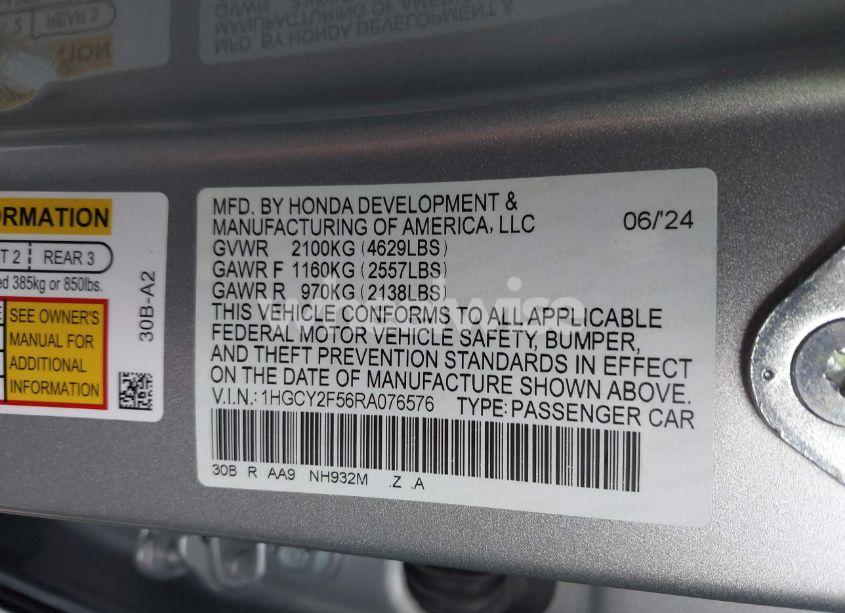 MFD. BY HONDA DEVELOPMENT &
MANUFACTURING OF AMERICA, LLC 06/'24
GVWR 2100KG (4629LBS)
GAWR F 1160KG (2557LBS)
GAWR R 970KG (2138LBS)
THIS VEHICLE CONFORMS TO ALL APPLICABLE
FEDERAL MOTOR VEHICLE SAFETY, BUMPER,
AND THEFT PREVENTION STANDARDS IN EFFECT
ON THE DATE OF MANUFACTURE SHOWN ABOVE.
V.I.N.: 1HGCY2F56RA076576 TYPE: PASSENGER CAR
30B R AA9 NH932M .Z .A
REAR 3
385kg or 850lbs.
SEE OWNER'S
MANUAL FOR
ADDITIONAL
INFORMATION
30B-A2